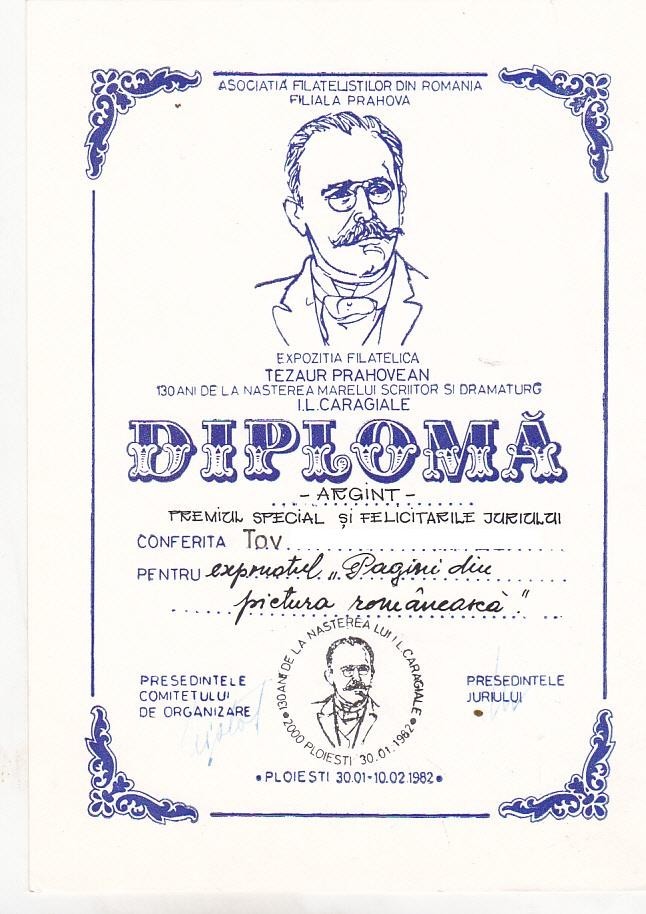 ASOCIATIA FILATELISTILOR DIN ROMANIA
FILIALA PRAHOVA
EXPOZITIA FILATELICA
TEZAUR PRAHOVEAN
130 ANI DE LA NASTEREA MARELUI SCRIITOR SI DRAMATURG
I.L.CARAGIALE
DIPLOMĂ
- ARGINT -
PREMIUL SPECIAL ȘI FELICITĂRILE JURIULUI
CONFERITA Tov
PENTRU exponatul „Pagini din
pictura românească."
130 ANI DE LA NASTEREA LUI I.L.CARAGIALE
• 2000 PLOIESTI 30.01.1982 •
PRESEDINTELE
COMITETULUI
DE ORGANIZARE
PRESEDINTELE
JURIULUI
• PLOIESTI 30.01-10.02.1982 •